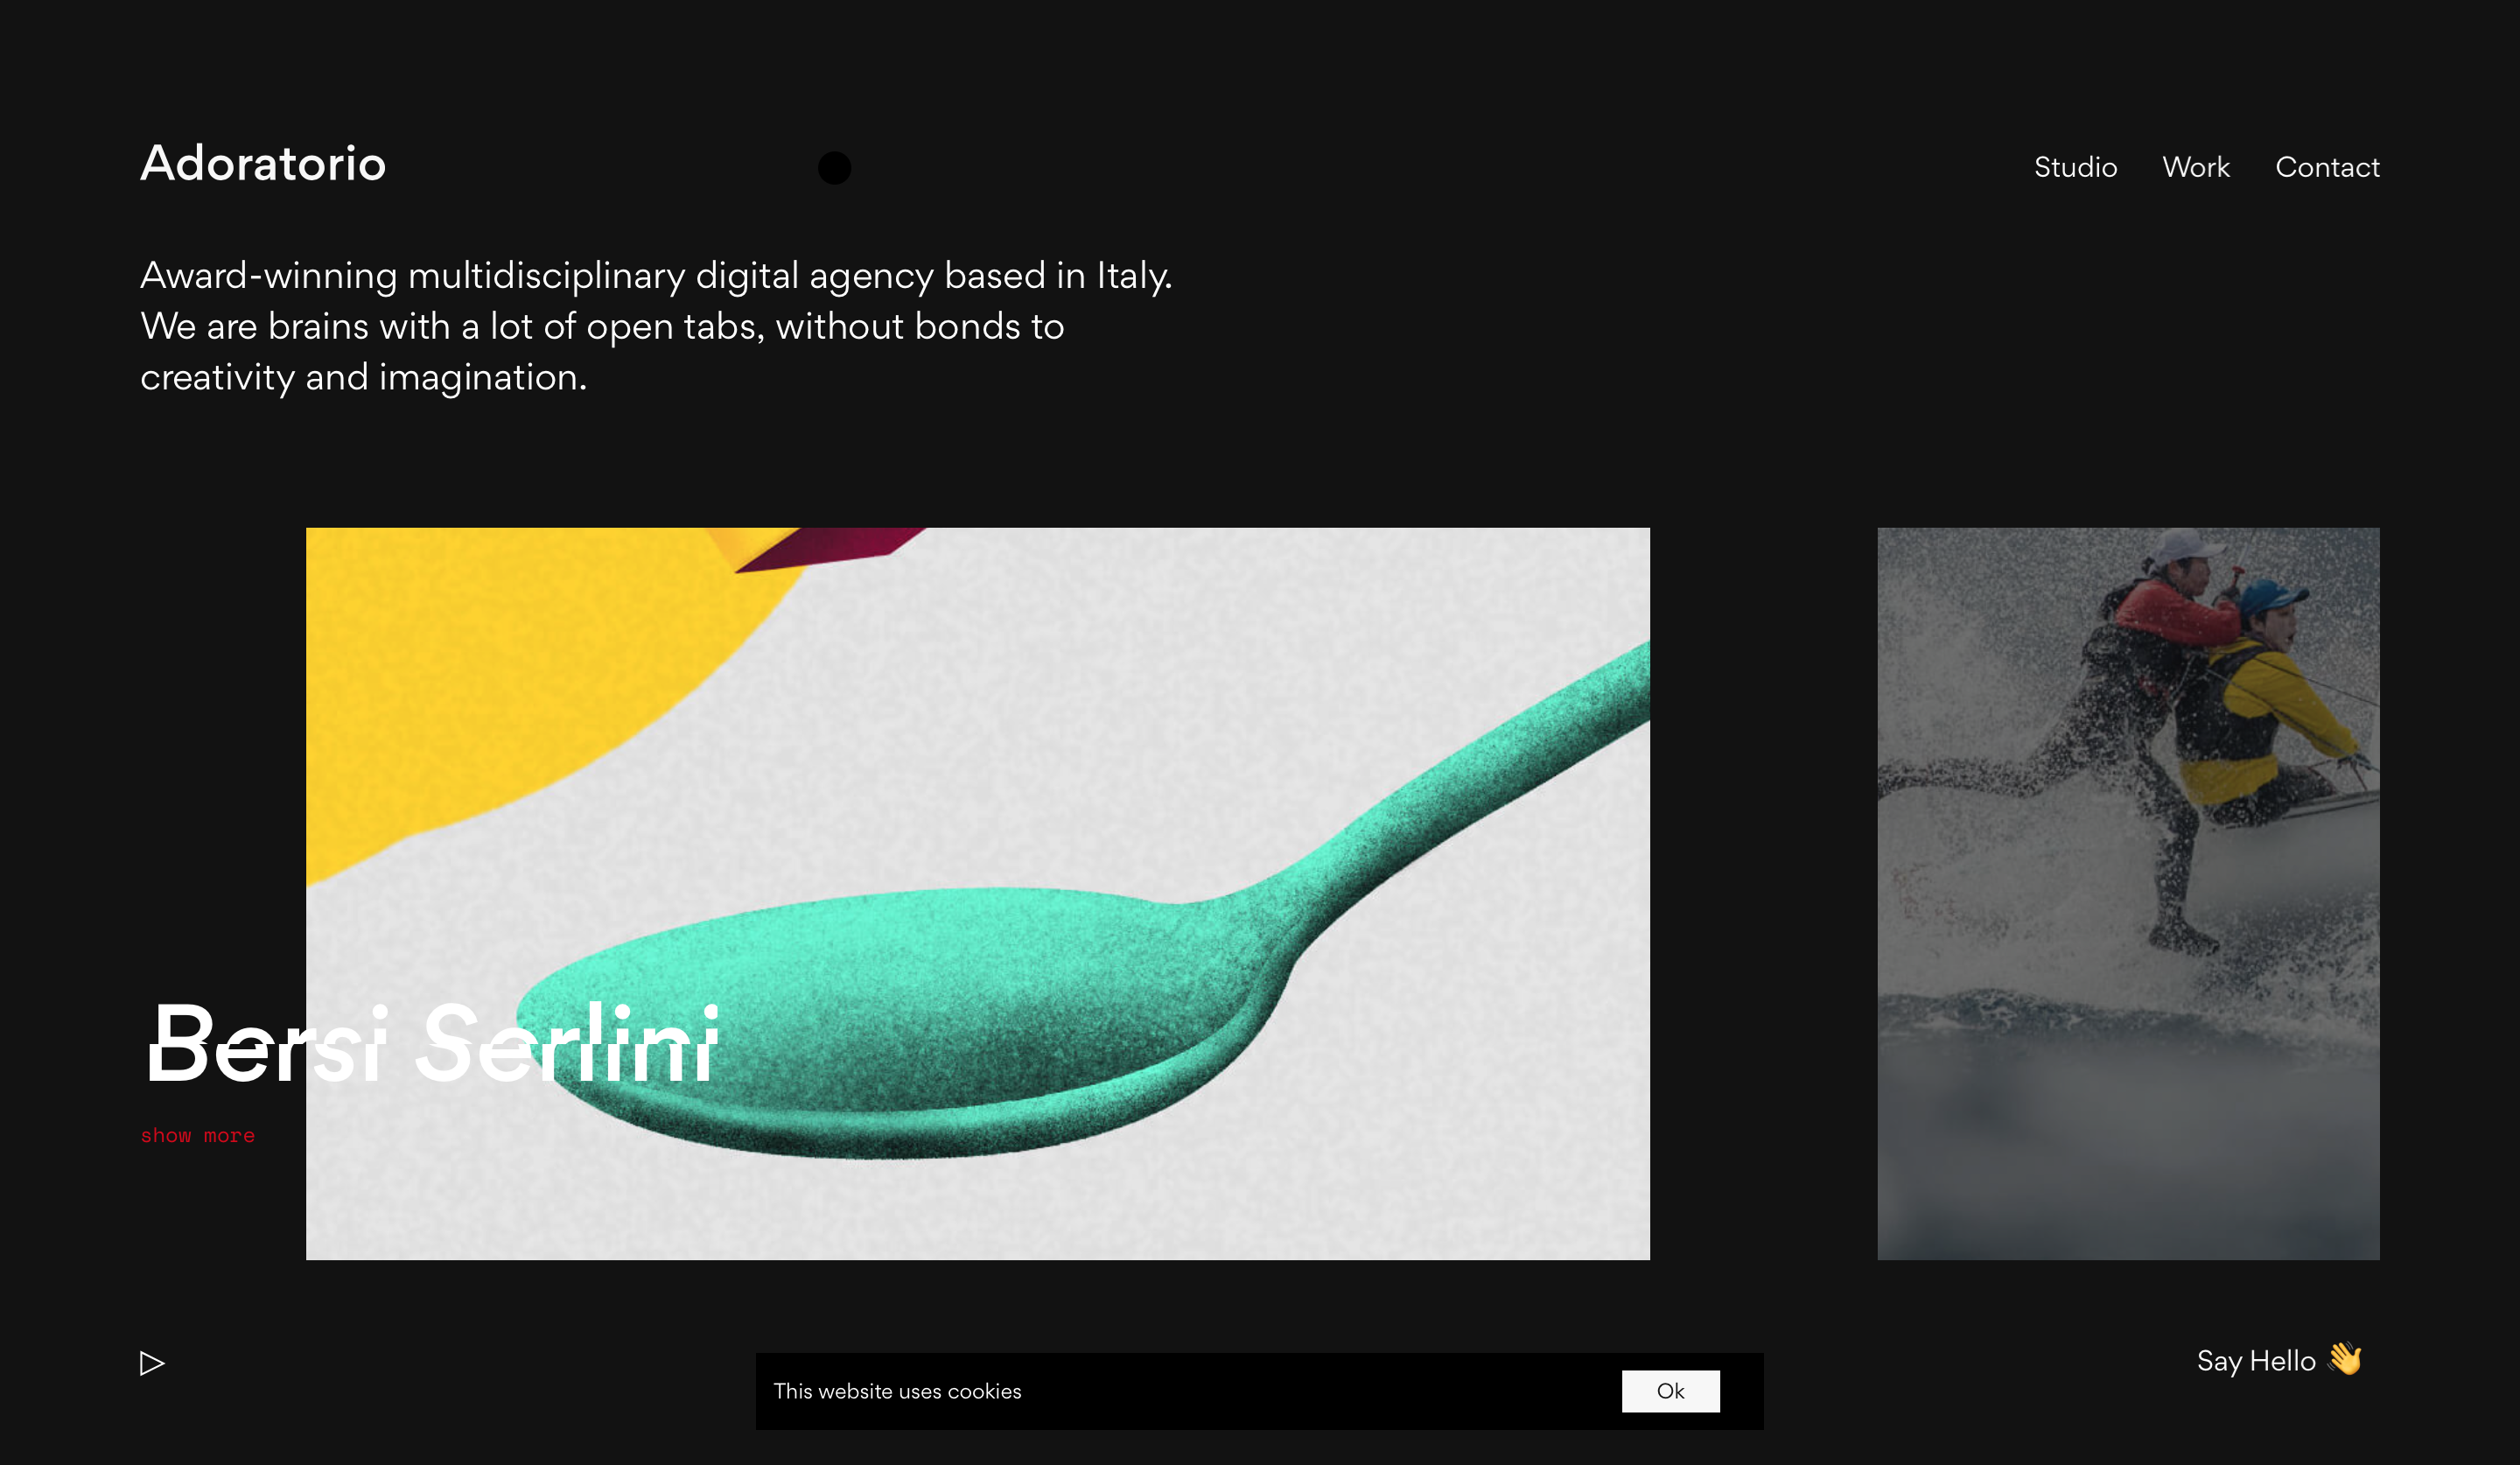 Adoratorio
Studio Work Contact
Award-winning multidisciplinary digital agency based in Italy.
We are brains with a lot of open tabs, without bonds to
creativity and imagination.
Bersi Serlini
show more
This website uses cookies
Ok
Say Hello 👋